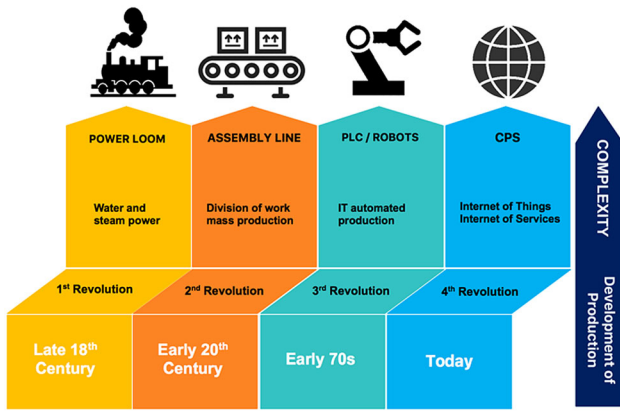 POWER LOOM
ASSEMBLY LINE
PLC / ROBOTS
CPS
Water and
steam power
Division of work
mass production
IT automated
production
Internet of Things
Internet of Services
1st Revolution
2nd Revolution
3rd Revolution
4th Revolution
Late 18th
Century
Early 20th
Century
Early 70s
Today
COMPLEXITY
Development of
Production